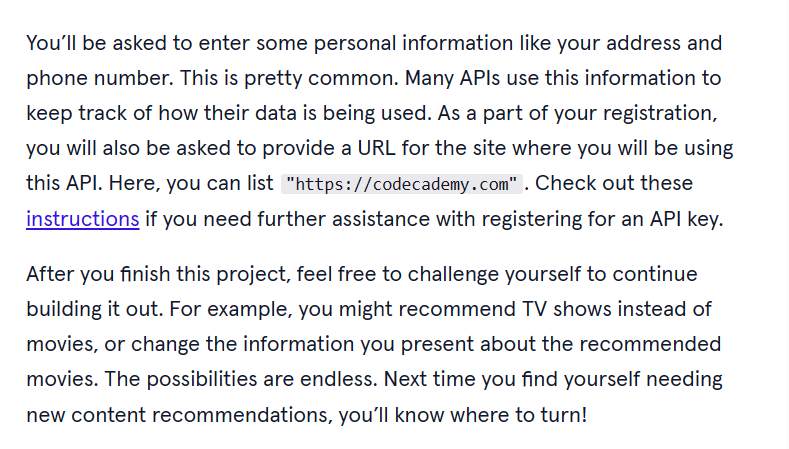 You’ll be asked to enter some personal information like your address and
phone number. This is pretty common. Many APIs use this information to
keep track of how their data is being used. As a part of your registration,
you will also be asked to provide a URL for the site where you will be using
this API. Here, you can list "https://codecademy.com". Check out these
instructions if you need further assistance with registering for an API key.
After you finish this project, feel free to challenge yourself to continue
building it out. For example, you might recommend TV shows instead of
movies, or change the information you present about the recommended
movies. The possibilities are endless. Next time you find yourself needing
new content recommendations, you’ll know where to turn!